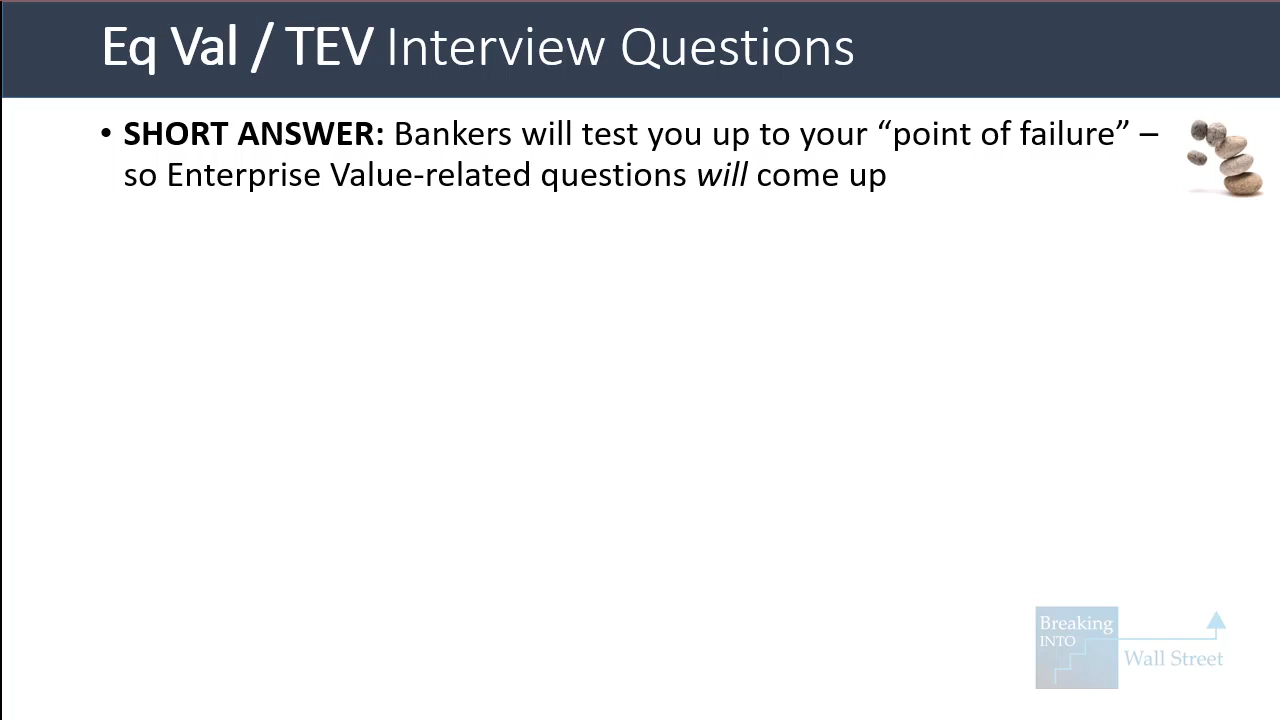 Eq Val / TEV Interview Questions
• SHORT ANSWER: Bankers will test you up to your “point of failure” –
so Enterprise Value-related questions will come up
Breaking
INTO
Wall Street